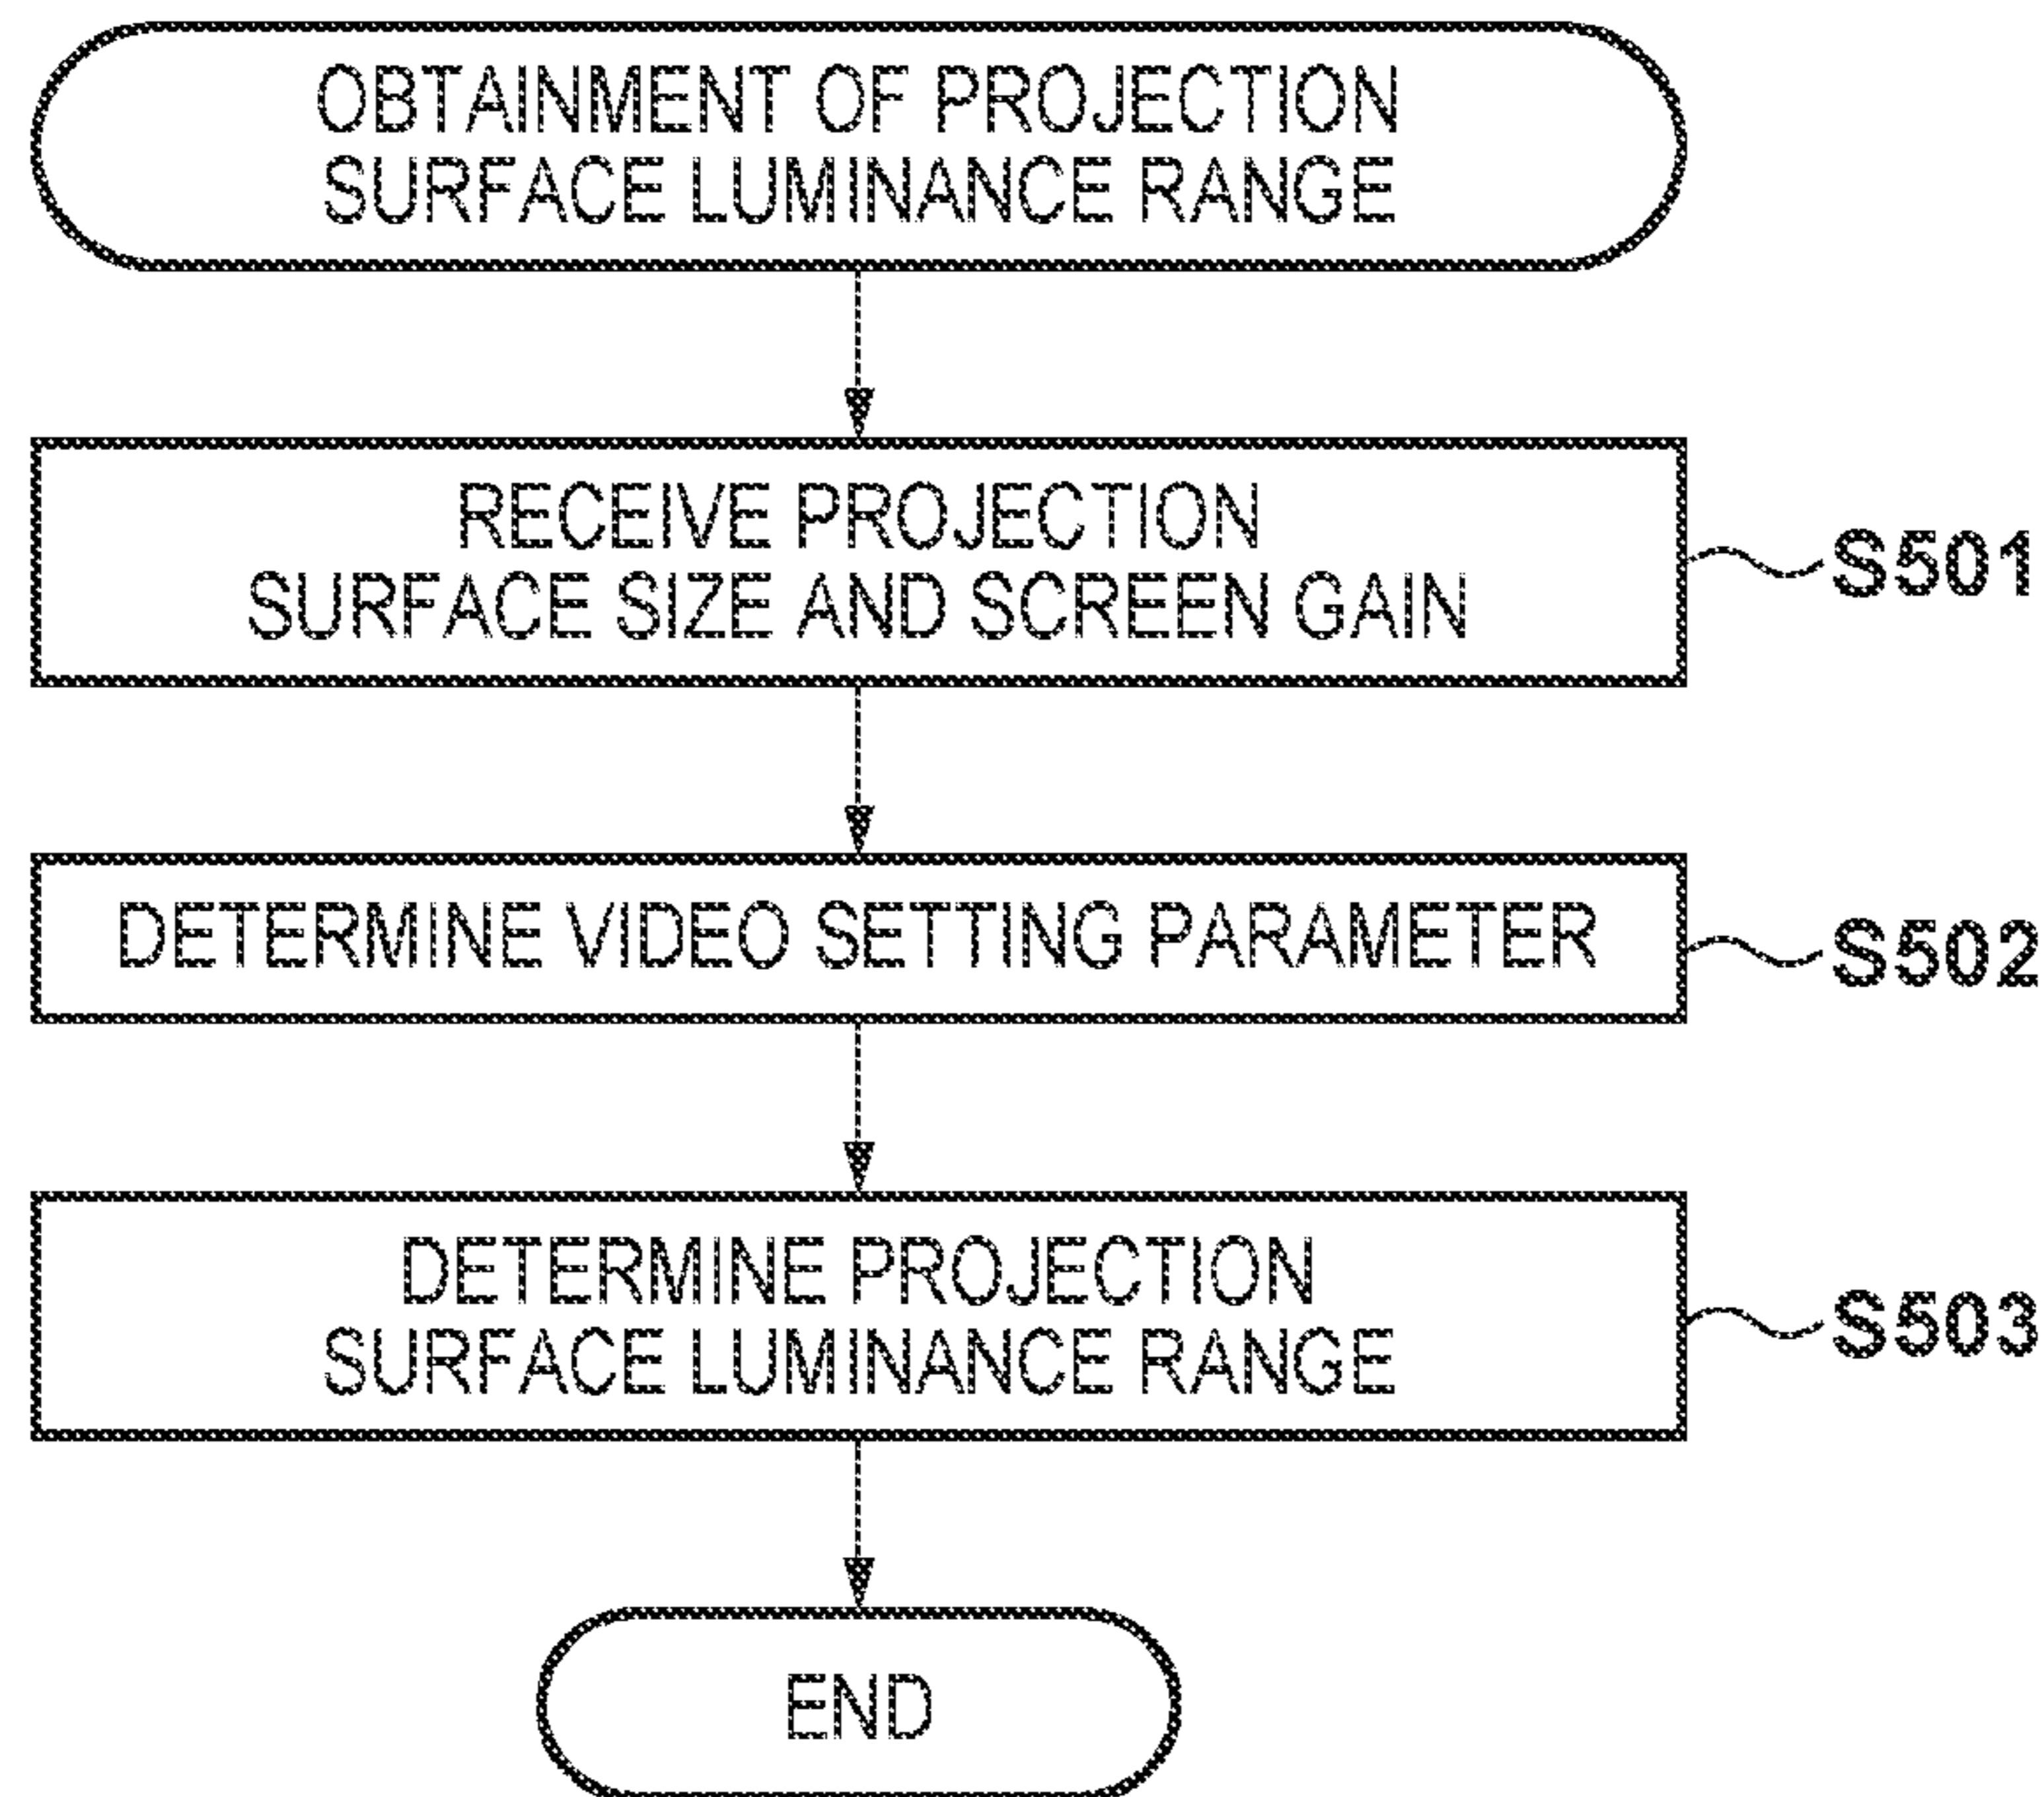 OBTAINMENT OF PROJECTION
SURFACE LUMINANCE RANGE
RECEIVE PROJECTION
SURFACE SIZE AND SCREEN GAIN
S501
DETERMINE VIDEO SETTING PARAMETER
S502
DETERMINE PROJECTION
SURFACE LUMINANCE RANGE
S503
END